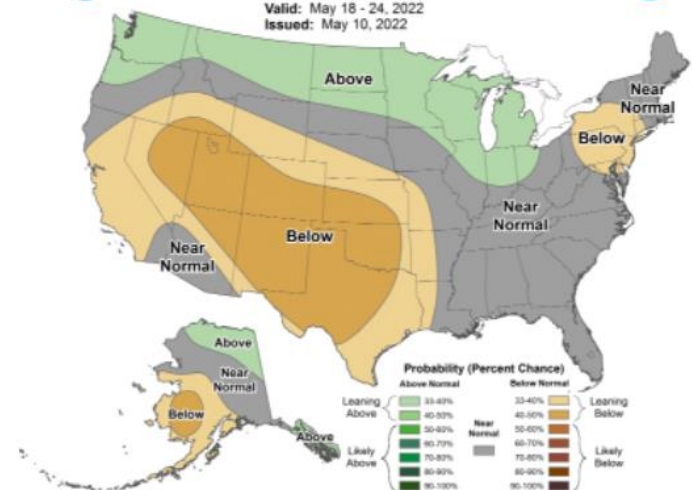 Valid: May 18 - 24, 2022
Issued: May 10, 2022
Above
Near
Normal
Below
Near
Normal
Below
Near
Normal
Above
Near
Normal
Below
Above
Probability (Percent Chance)
Above Normal
Below Normal
Leaning
Above
33-40%
40-50%
50-60%
60-70%
70-80%
80-90%
90-100%
Likely
Above
Near
Normal
33-40%
40-50%
50-60%
60-70%
70-80%
80-90%
90-100%
Leaning
Below
Likely
Below